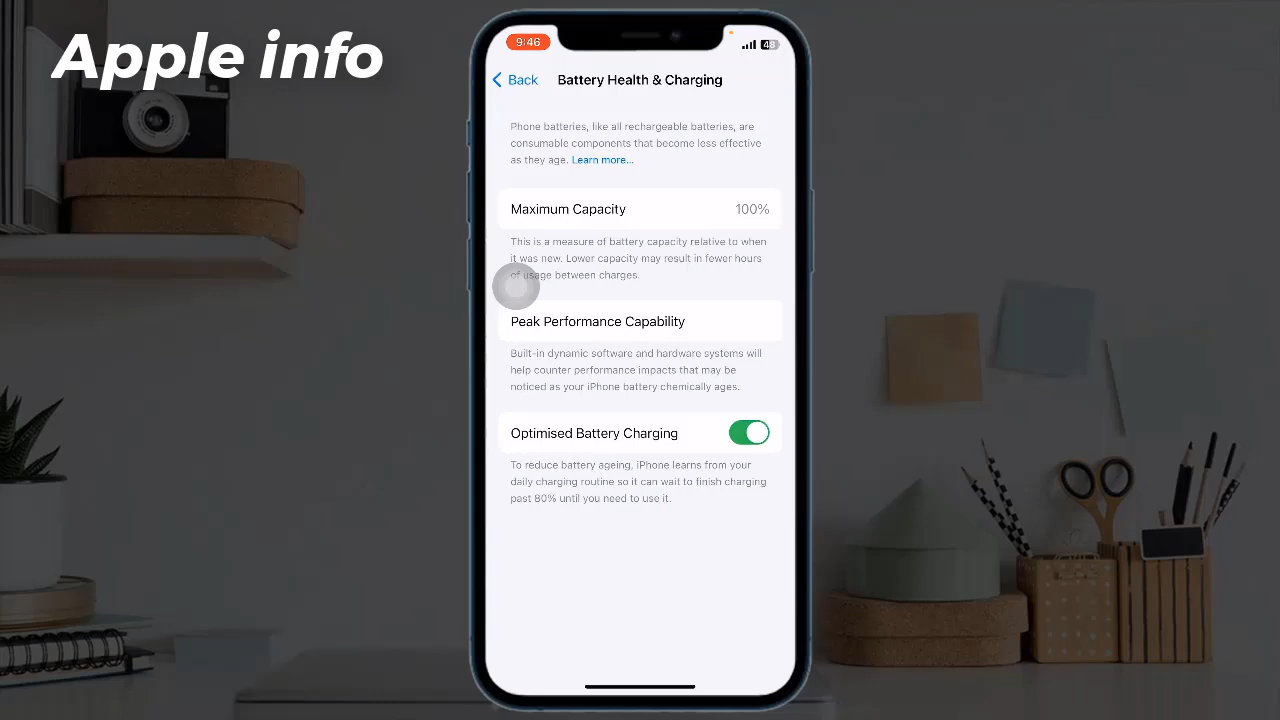 Apple info
9:46
48
Back
Battery Health & Charging
Phone batteries, like all rechargeable batteries, are
consumable components that become less effective
as they age. Learn more...
Maximum Capacity 100%
This is a measure of battery capacity relative to when
it was new. Lower capacity may result in fewer hours
of usage between charges.
Peak Performance Capability
Built-in dynamic software and hardware systems will
help counter performance impacts that may be
noticed as your iPhone battery chemically ages.
Optimised Battery Charging
To reduce battery ageing, iPhone learns from your
daily charging routine so it can wait to finish charging
past 80% until you need to use it.